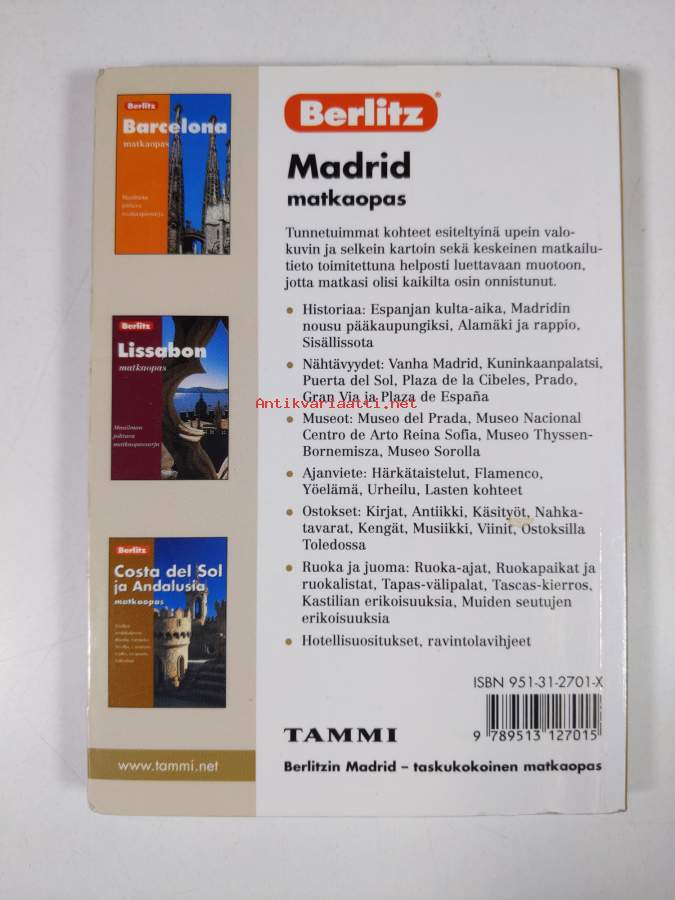 Berlitz
Barcelona
matkaopas
Maailman
johtava
matkaopassarja
Berlitz
Lissabon
matkaopas
Maailman
johtava
matkaopassarja
Berlitz
Costa del Sol
ja Andalusia
matkaopas
www.tammi.net
Berlitz®
Madrid
matkaopas
Tunnetuimmat kohteet esiteltyinä upein valo-
kuvin ja selkein kartoin sekä keskeinen matkailu-
tieto toimitettuna helposti luettavaan muotoon,
jotta matkasi olisi kaikilta osin onnistunut.
• Historiaa: Espanjan kulta-aika, Madridin
nousu pääkaupungiksi, Alamäki ja rappio,
Sisällissota
• Nähtävyydet: Vanha Madrid, Kuninkaanpalatsi,
Puerta del Sol, Plaza de la Cibeles, Prado,
Gran Via ja Plaza de España
Antikvariaatti.net
• Museot: Museo del Prada, Museo Nacional
Centro de Arto Reina Sofia, Museo Thyssen-
Bornemisza, Museo Sorolla
• Ajanviete: Härkätaistelut, Flamenco,
Yöelämä, Urheilu, Lasten kohteet
• Ostokset: Kirjat, Antiikki, Käsityöt, Nahka-
tavarat, Kengät, Musiikki, Viinit, Ostoksilla
Toledossa
• Ruoka ja juoma: Ruoka-ajat, Ruokapaikat ja
ruokalistat, Tapas-välipalat, Tascas-kierros,
Kastilian erikoisuuksia, Muiden seutujen
erikoisuuksia
• Hotellisuositukset, ravintolavihjeet
ISBN 951-31-2701-X
9 789513 127015
TAMMI
Berlitzin Madrid – taskukokoinen matkaopas